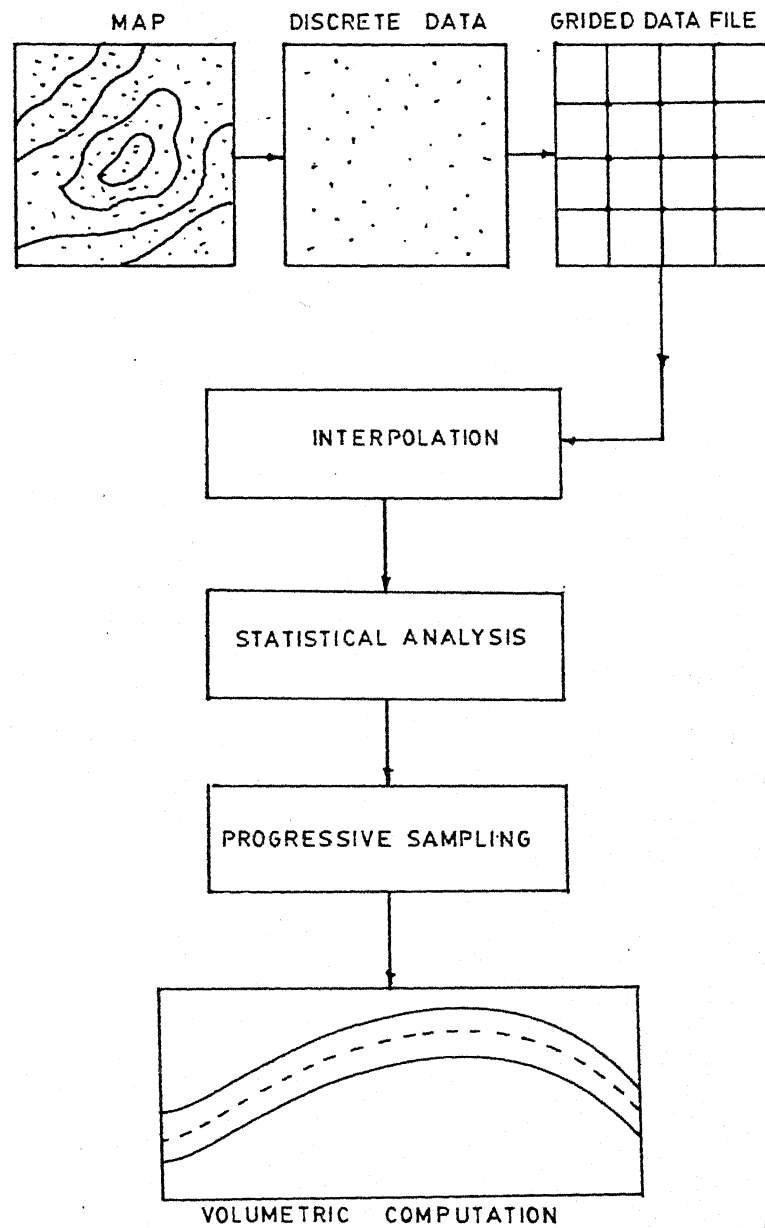 MAP
DISCRETE DATA
GRIDED DATA FILE
INTERPOLATION
STATISTICAL ANALYSIS
PROGRESSIVE SAMPLING
VOLUMETRIC COMPUTATION